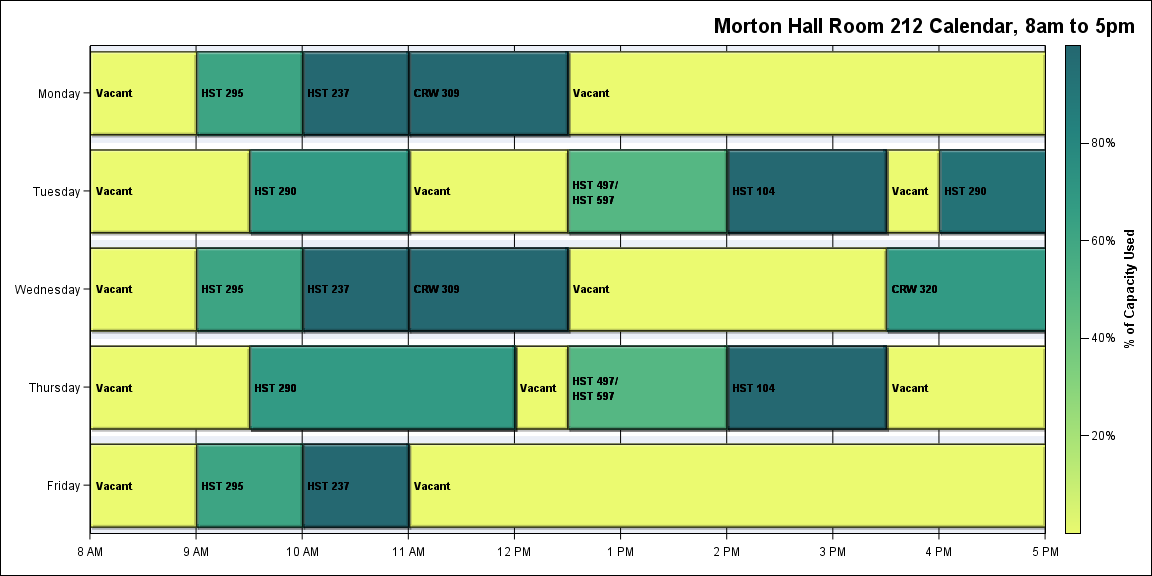 Morton Hall Room 212 Calendar, 8am to 5pm
Monday
Vacant
HST 295
HST 237
CRW 309
Vacant
Tuesday
Vacant
HST 290
Vacant
HST 497/
HST 597
HST 104
Vacant
HST 290
Wednesday
Vacant
HST 295
HST 237
CRW 309
Vacant
CRW 320
Thursday
Vacant
HST 290
Vacant
HST 497/
HST 597
HST 104
Vacant
Friday
Vacant
HST 295
HST 237
Vacant
8 AM
9 AM
10 AM
11 AM
12 PM
1 PM
2 PM
3 PM
4 PM
5 PM
80%
60%
40%
20%
% of Capacity Used